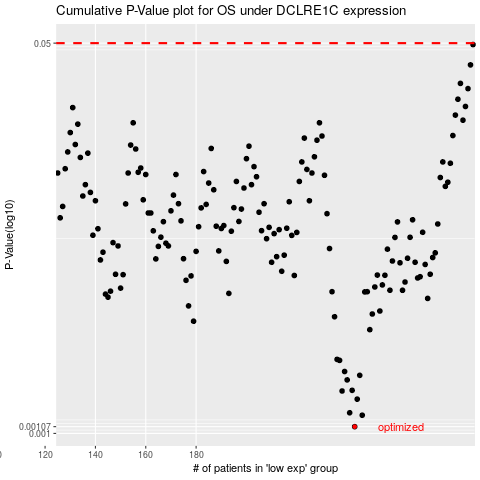 Cumulative P-Value plot for OS under DCLRE1C expression
0.05
P-Value(log10)
0.00107
0.001
optimized
0 120 140 160 180
# of patients in 'low exp' group